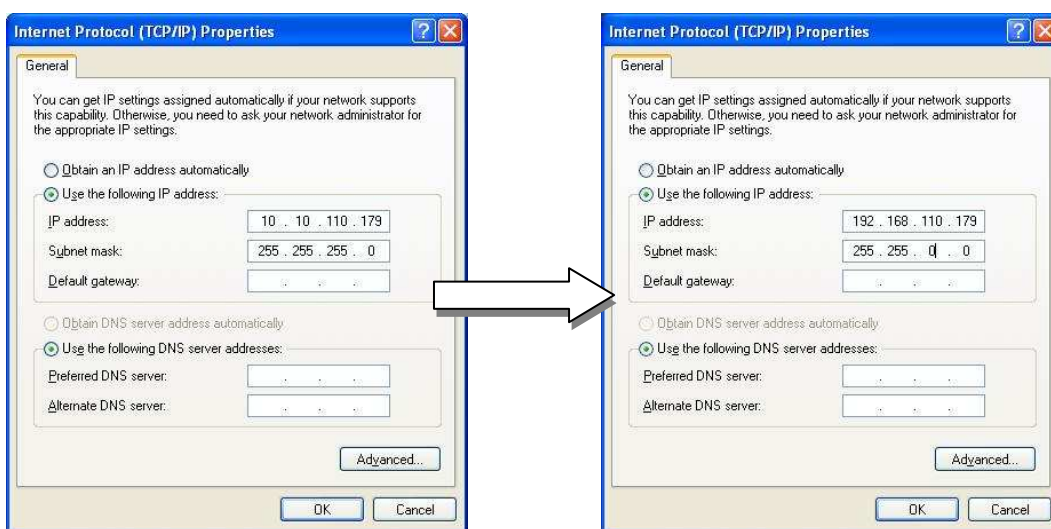 Internet Protocol (TCP/IP) Properties
General
You can get IP settings assigned automatically if your network supports
this capability. Otherwise, you need to ask your network administrator for
the appropriate IP settings.
Obtain an IP address automatically
Use the following IP address:
IP address: 10 . 10 . 110 . 179
Subnet mask: 255 . 255 . 255 . 0
Default gateway: . . .
Obtain DNS server address automatically
Use the following DNS server addresses:
Preferred DNS server: . . .
Alternate DNS server: . . .
Advanced...
OK Cancel
Internet Protocol (TCP/IP) Properties
General
You can get IP settings assigned automatically if your network supports
this capability. Otherwise, you need to ask your network administrator for
the appropriate IP settings.
Obtain an IP address automatically
Use the following IP address:
IP address: 192 . 168 . 110 . 179
Subnet mask: 255 . 255 . 0 . 0
Default gateway: . . .
Obtain DNS server address automatically
Use the following DNS server addresses:
Preferred DNS server: . . .
Alternate DNS server: . . .
Advanced...
OK Cancel